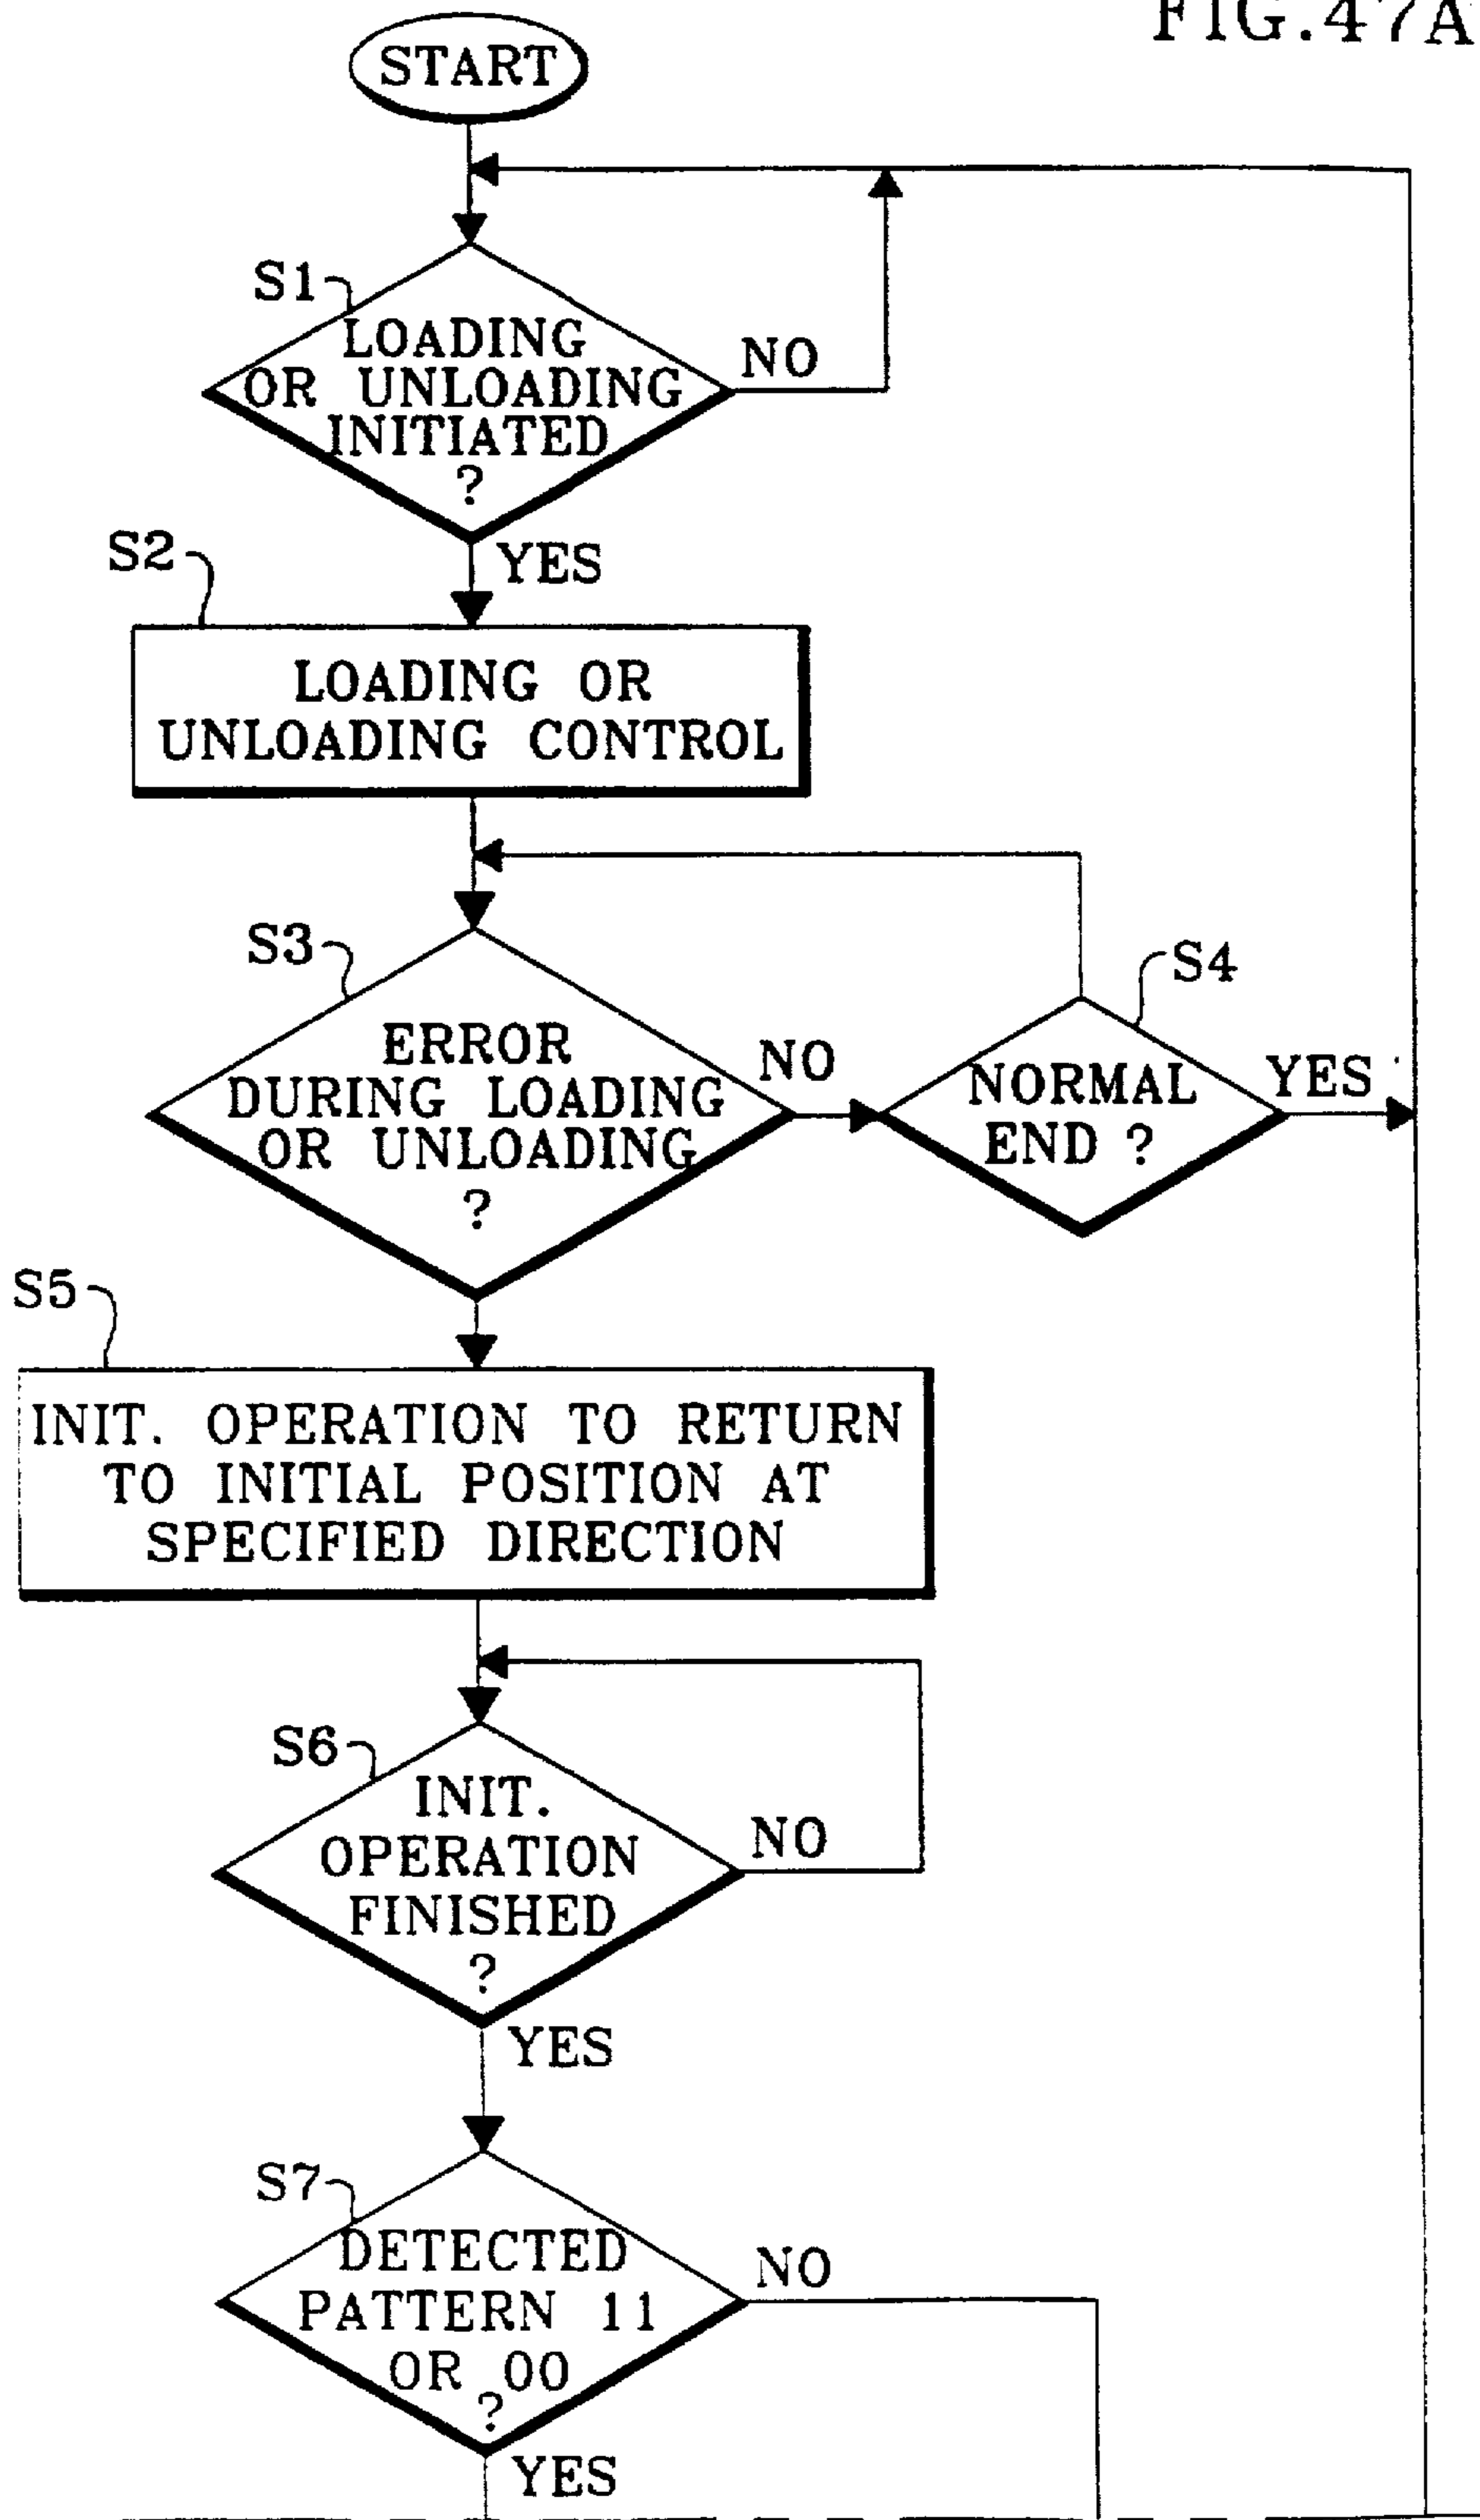 FIG.47A
START
S1
LOADING
OR UNLOADING
INITIATED
?
NO
YES
S2
LOADING OR
UNLOADING CONTROL
S3
ERROR
DURING LOADING
OR UNLOADING
?
NO
S4
NORMAL
END ?
YES
S5
INIT. OPERATION TO RETURN
TO INITIAL POSITION AT
SPECIFIED DIRECTION
S6
INIT.
OPERATION
FINISHED
?
NO
YES
S7
DETECTED
PATTERN 11
OR 00
?
NO
YES